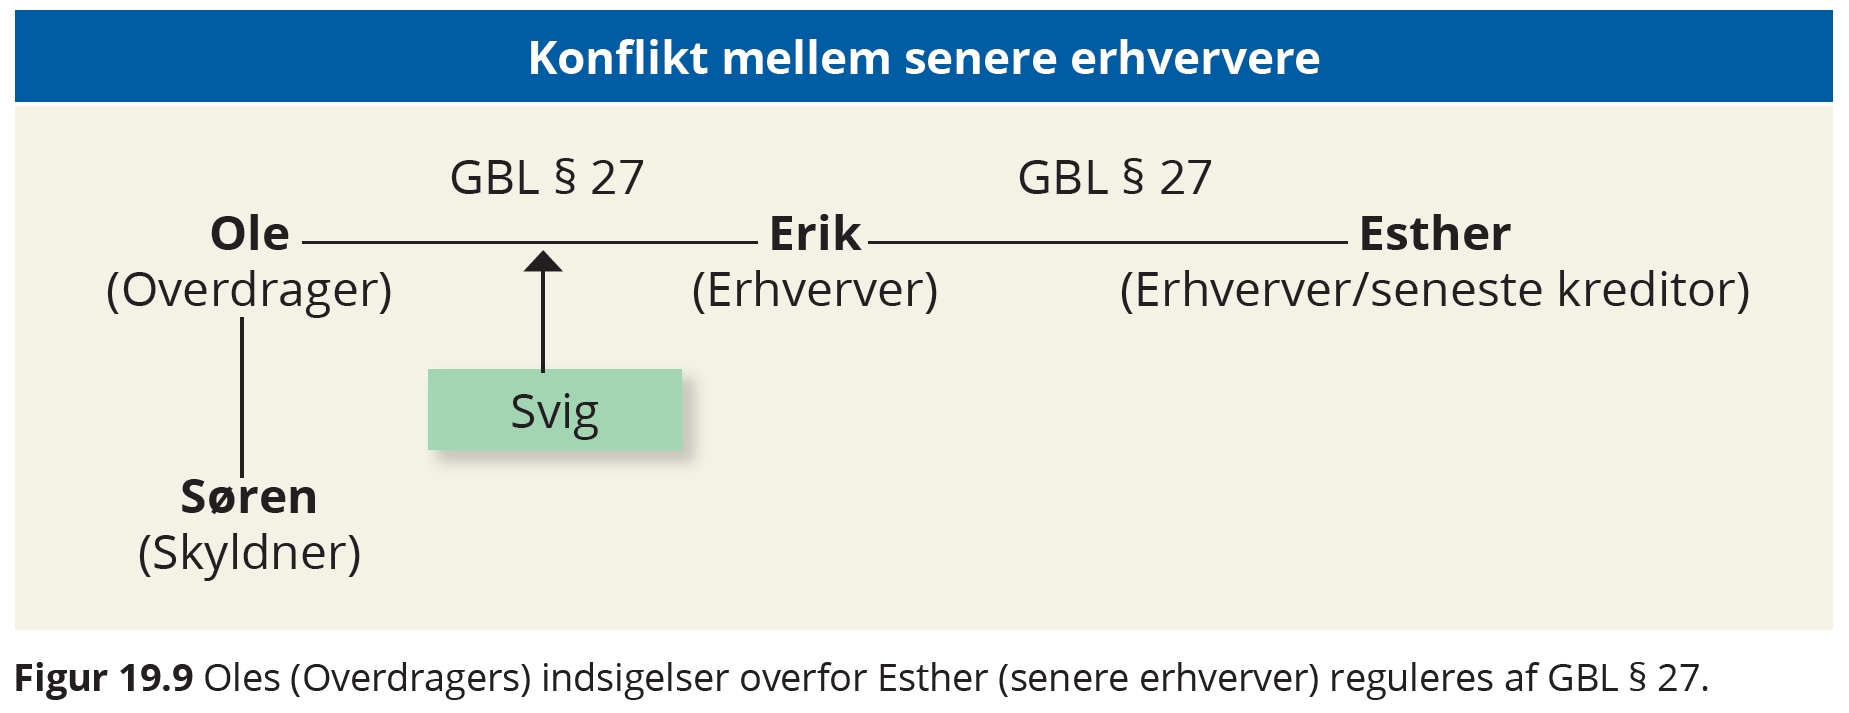 Konflikt mellem senere erhververe
GBL § 27 GBL § 27
Ole Erik Esther
(Overdrager) (Erhverver) (Erhverver/seneste kreditor)
Svig
Søren
(Skyldner)
Figur 19.9 Oles (Overdragers) indsigelser overfor Esther (senere erhverver) reguleres af GBL § 27.